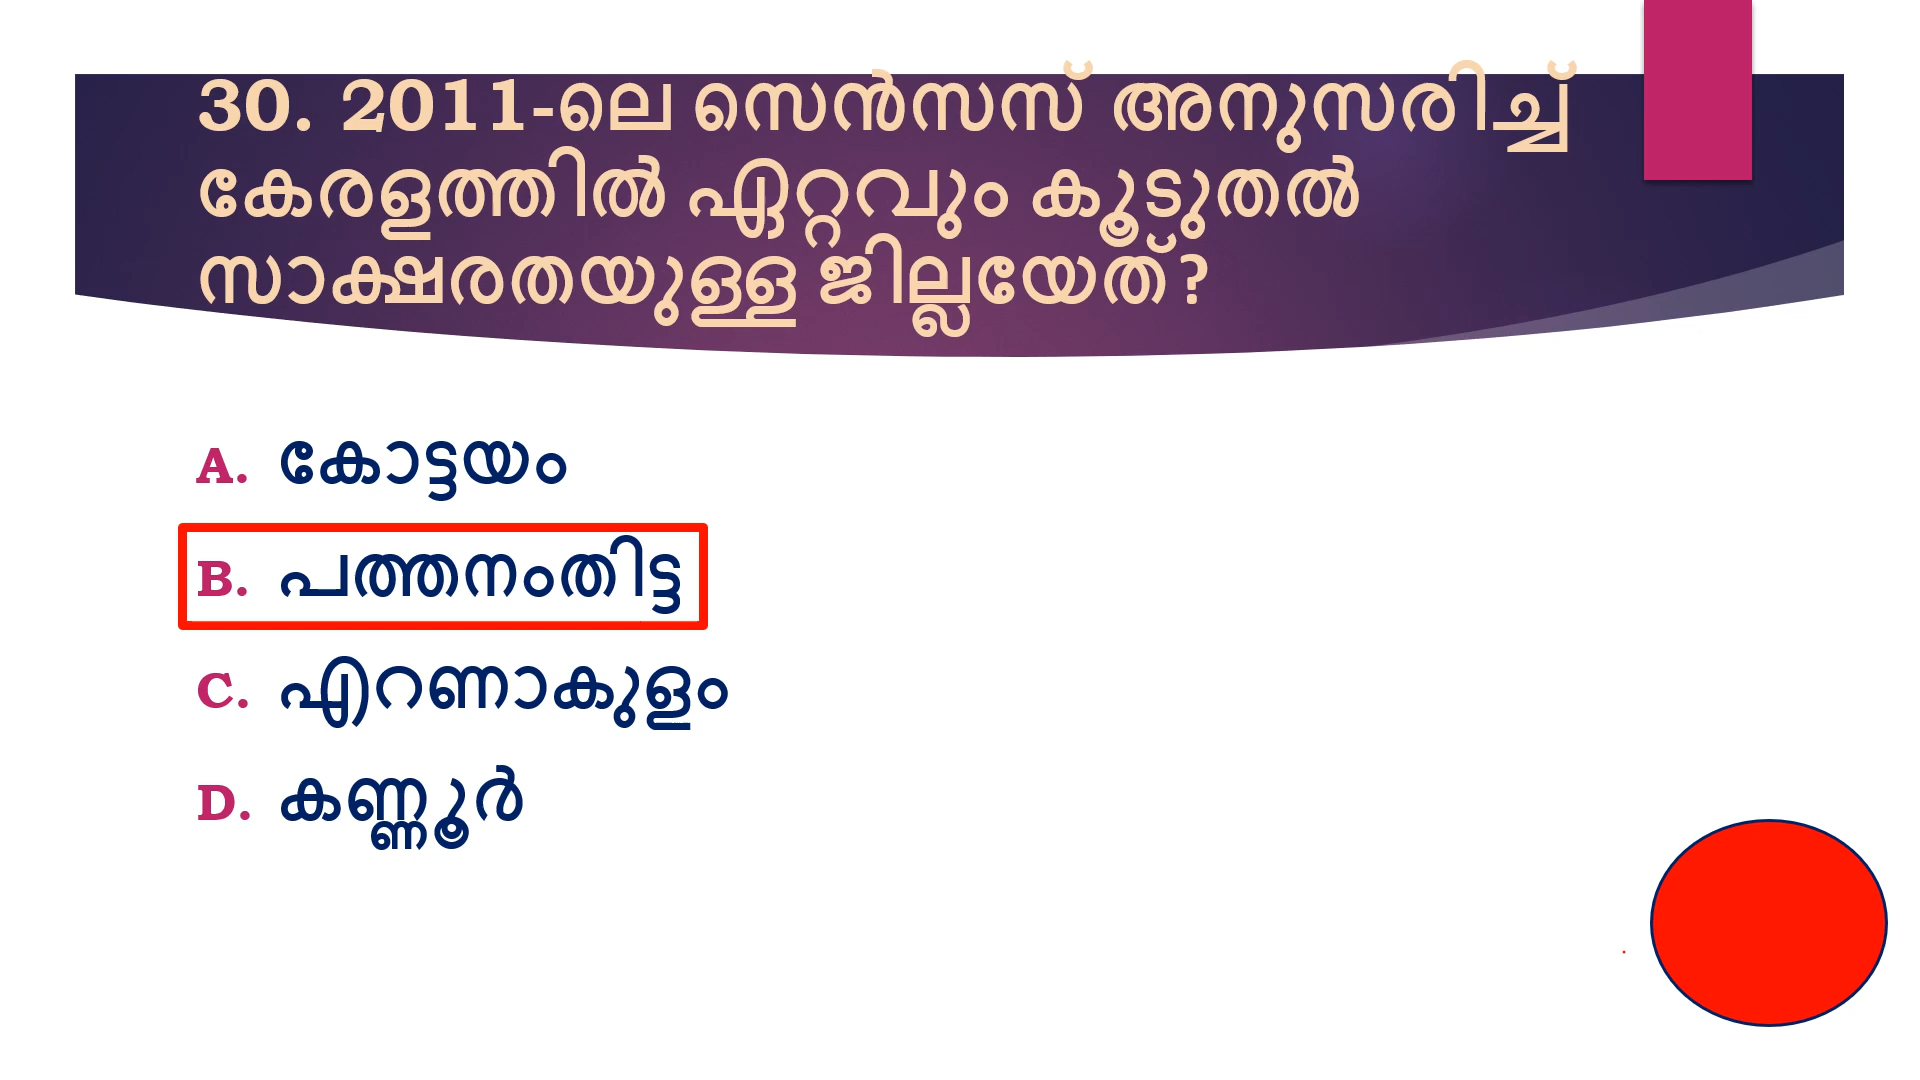 30. 2011-ലെ സെൻസസ് അനുസരിച്ച്
കേരളത്തിൽ ഏറ്റവും കൂടുതൽ
സാക്ഷരതയുള്ള ജില്ലയേത്?
A. കോട്ടയം
B. പത്തനംതിട്ട
C. എറണാകുളം
D. കണ്ണൂർ